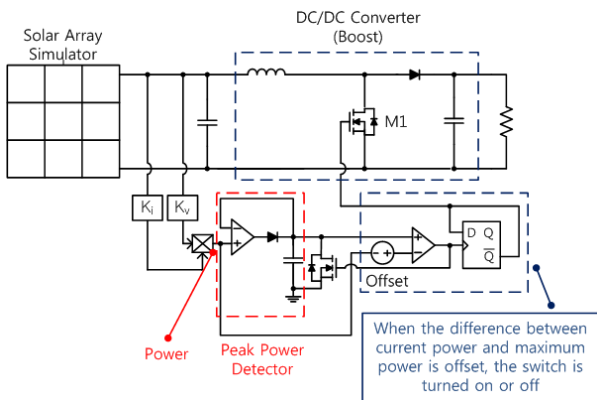 Solar Array
Simulator
DC/DC Converter
(Boost)
M1
Ki
Kv
D Q
Q
Offset
Power
Peak Power
Detector
When the difference between
current power and maximum
power is offset, the switch is
turned on or off